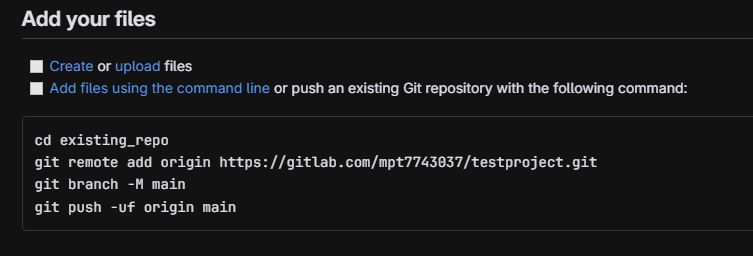 Add your files
Create or upload files
Add files using the command line or push an existing Git repository with the following command:
cd existing_repo
git remote add origin https://gitlab.com/mpt7743037/testproject.git
git branch -M main
git push -uf origin main